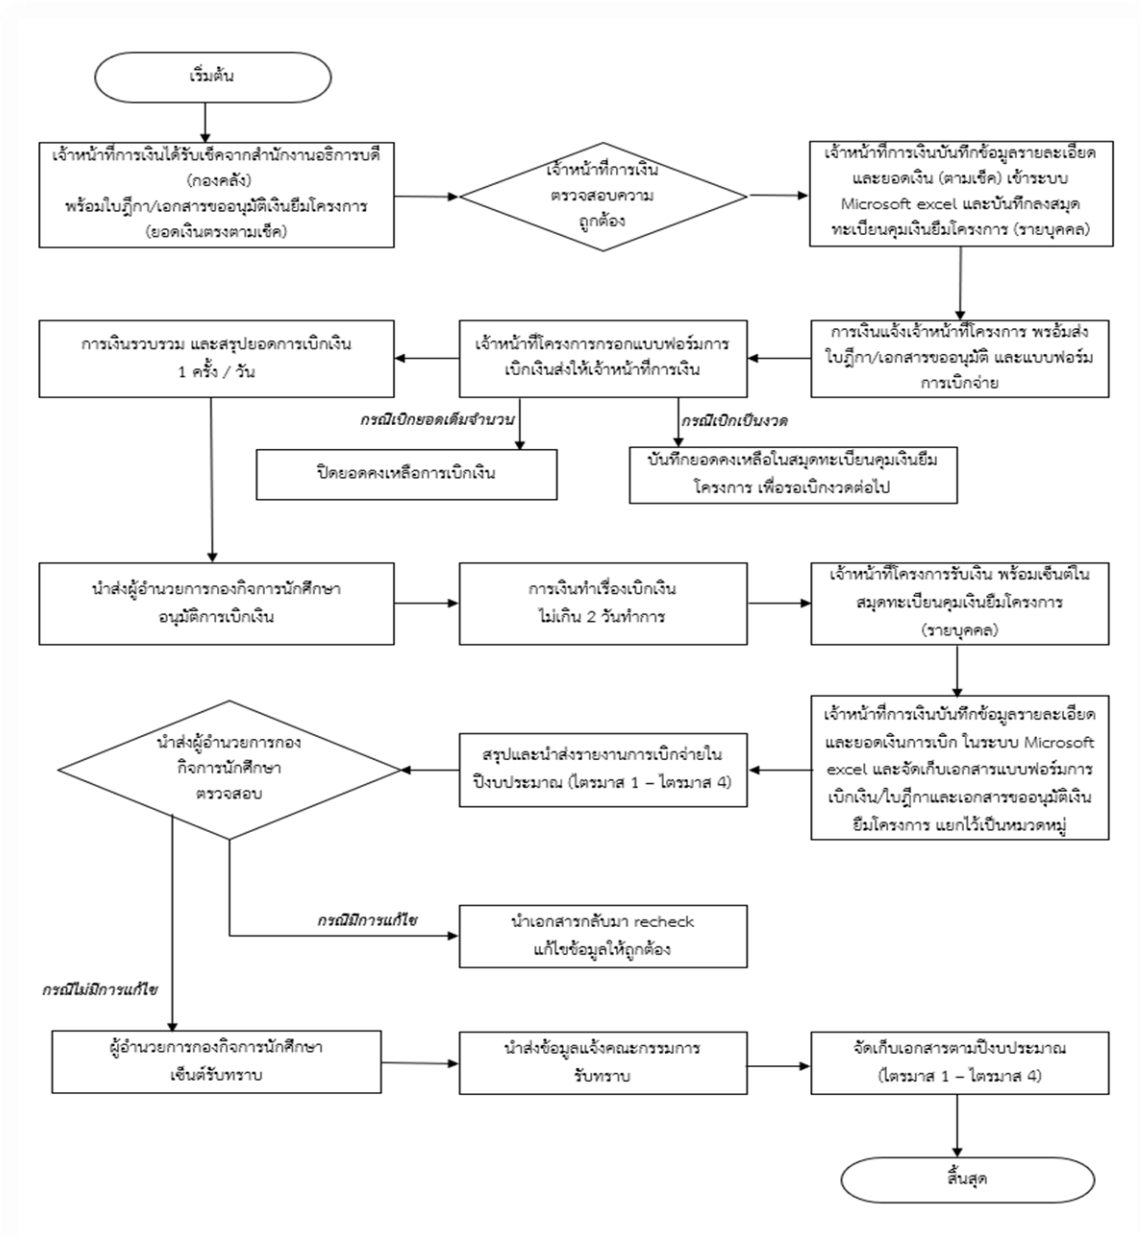 เริ่มต้น
เจ้าหน้าที่การเงินได้รับเช็คจากสำนักงานอธิการบดี
(กองคลัง)
พร้อมใบฎีกา/เอกสารขออนุมัติเงินยืมโครงการ
(ยอดเงินตรงตามเช็ค)
เจ้าหน้าที่การเงิน
ตรวจสอบความ
ถูกต้อง
เจ้าหน้าที่การเงินบันทึกข้อมูลรายละเอียด
และยอดเงิน (ตามเช็ค) เข้าระบบ
Microsoft excel และบันทึกลงสมุด
ทะเบียนคุมเงินยืมโครงการ (รายบุคคล)
การเงินรวบรวม และสรุปยอดการเบิกเงิน
1 ครั้ง / วัน
เจ้าหน้าที่โครงการกรอกแบบฟอร์มการ
เบิกเงินส่งให้เจ้าหน้าที่การเงิน
การเงินแจ้งเจ้าหน้าที่โครงการ พรอ้มส่ง
ใบฎีกา/เอกสารขออนุมัติ และแบบฟอร์ม
การเบิกจ่าย
กรณีเบิกยอดเต็มจำนวน
กรณีเบิกเป็นงวด
ปิดยอดคงเหลือการเบิกเงิน
บันทึกยอดคงเหลือในสมุดทะเบียนคุมเงินยืม
โครงการ เพื่อรอเบิกงวดต่อไป
นำส่งผู้อำนวยการกองกิจการนักศึกษา
อนุมัติการเบิกเงิน
การเงินทำเรื่องเบิกเงิน
ไม่เกิน 2 วันทำการ
เจ้าหน้าที่โครงการรับเงิน พร้อมเซ็นต์ใน
สมุดทะเบียนคุมเงินยืมโครงการ
(รายบุคคล)
นำส่งผู้อำนวยการกอง
กิจการนักศึกษา
ตรวจสอบ
สรุปและนำส่งรายงานการเบิกจ่ายใน
ปีงบประมาณ (ไตรมาส 1 – ไตรมาส 4)
เจ้าหน้าที่การเงินบันทึกข้อมูลรายละเอียด
และยอดเงินการเบิก ในระบบ Microsoft
excel และจัดเก็บเอกสารแบบฟอร์มการ
เบิกเงิน/ใบฎีกาและเอกสารขออนุมัติเงิน
ยืมโครงการ แยกไว้เป็นหมวดหมู่
กรณีมีการแก้ไข
นำเอกสารกลับมา recheck
แก้ไขข้อมูลให้ถูกต้อง
กรณีไม่มีการแก้ไข
ผู้อำนวยการกองกิจการนักศึกษา
เซ็นต์รับทราบ
นำส่งข้อมูลแจ้งคณะกรรมการ
รับทราบ
จัดเก็บเอกสารตามปีงบประมาณ
(ไตรมาส 1 – ไตรมาส 4)
สิ้นสุด